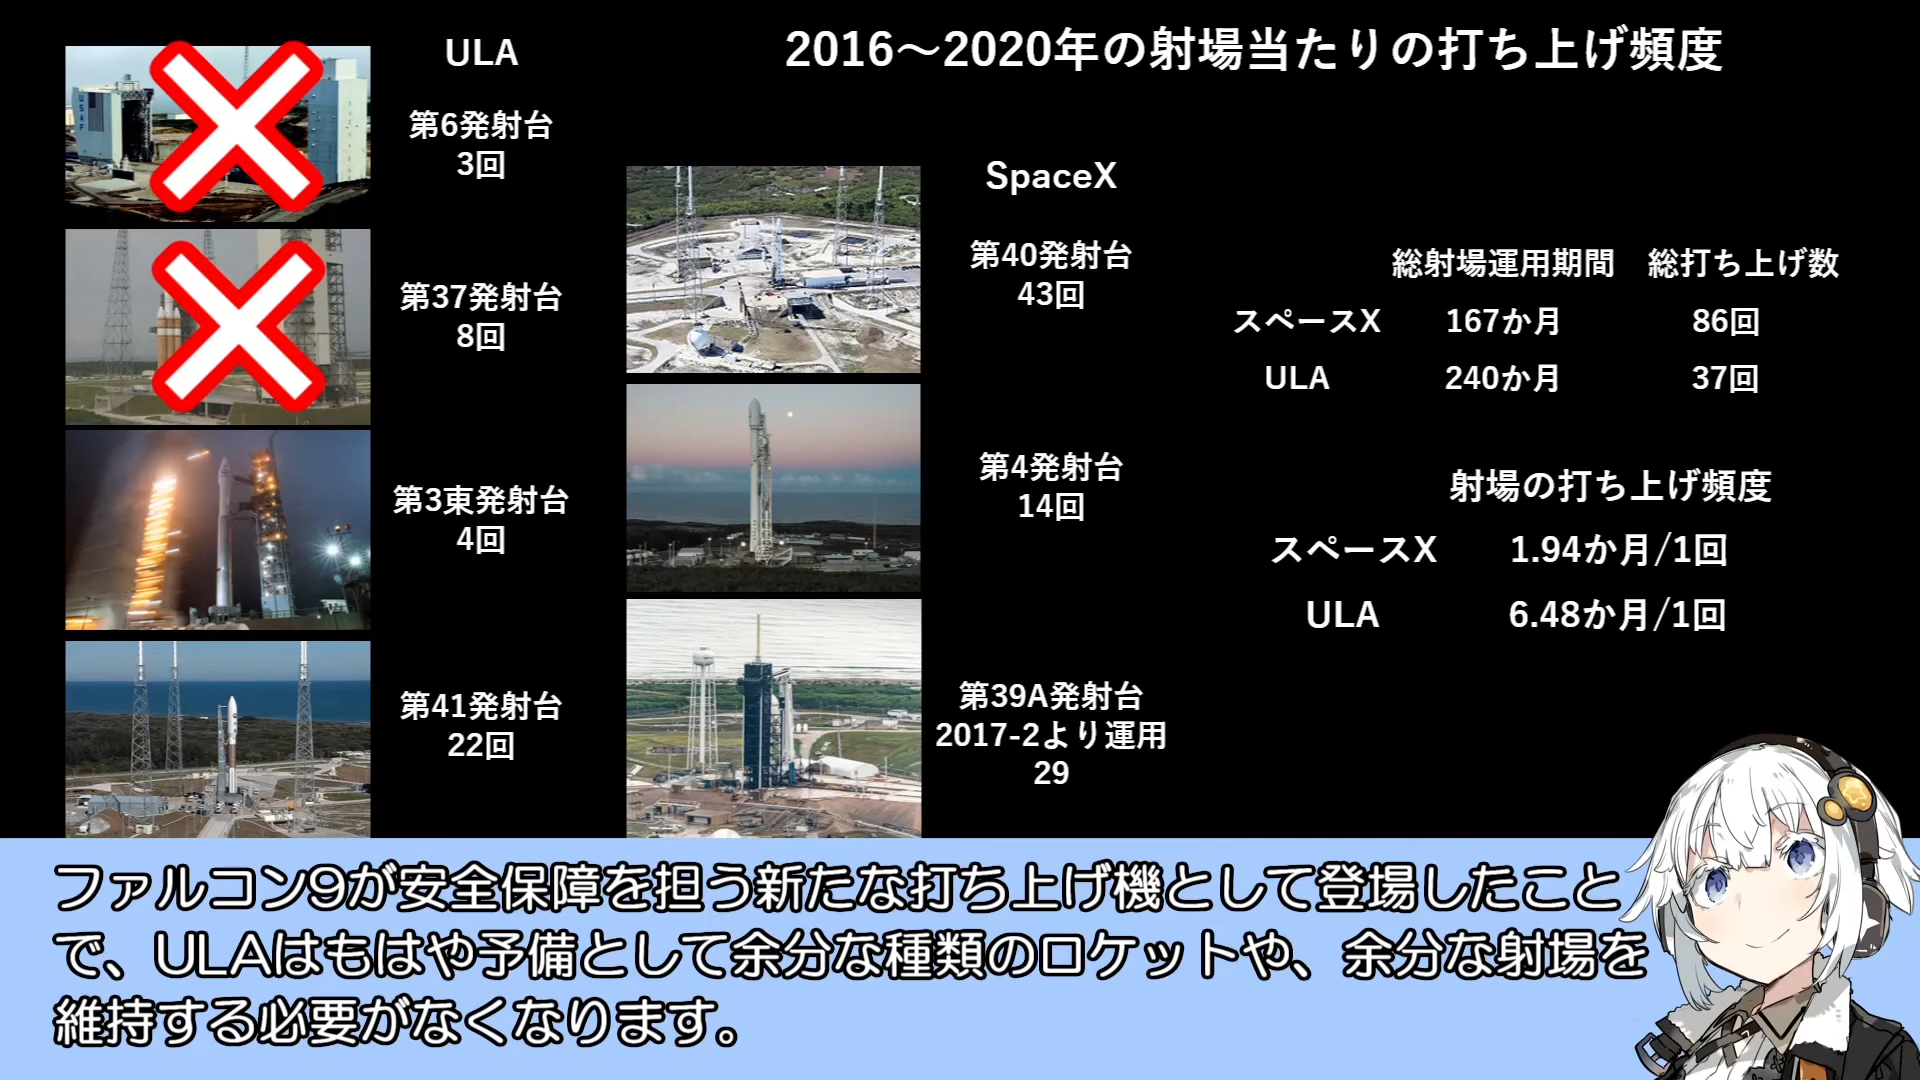 2016～2020年の射場当たりの打ち上げ頻度
ULA
第6発射台
3回
第37発射台
8回
第3東発射台
4回
第41発射台
22回
SpaceX
第40発射台
43回
第4発射台
14回
第39A発射台
2017-2より運用
29
総射場運用期間 総打ち上げ数
スペースX 167か月 86回
ULA 240か月 37回
射場の打ち上げ頻度
スペースX 1.94か月/1回
ULA 6.48か月/1回
ファルコン9が安全保障を担う新たな打ち上げ機として登場したこと
で、ULAはもはや予備として余分な種類のロケットや、余分な射場を
維持する必要がなくなります。